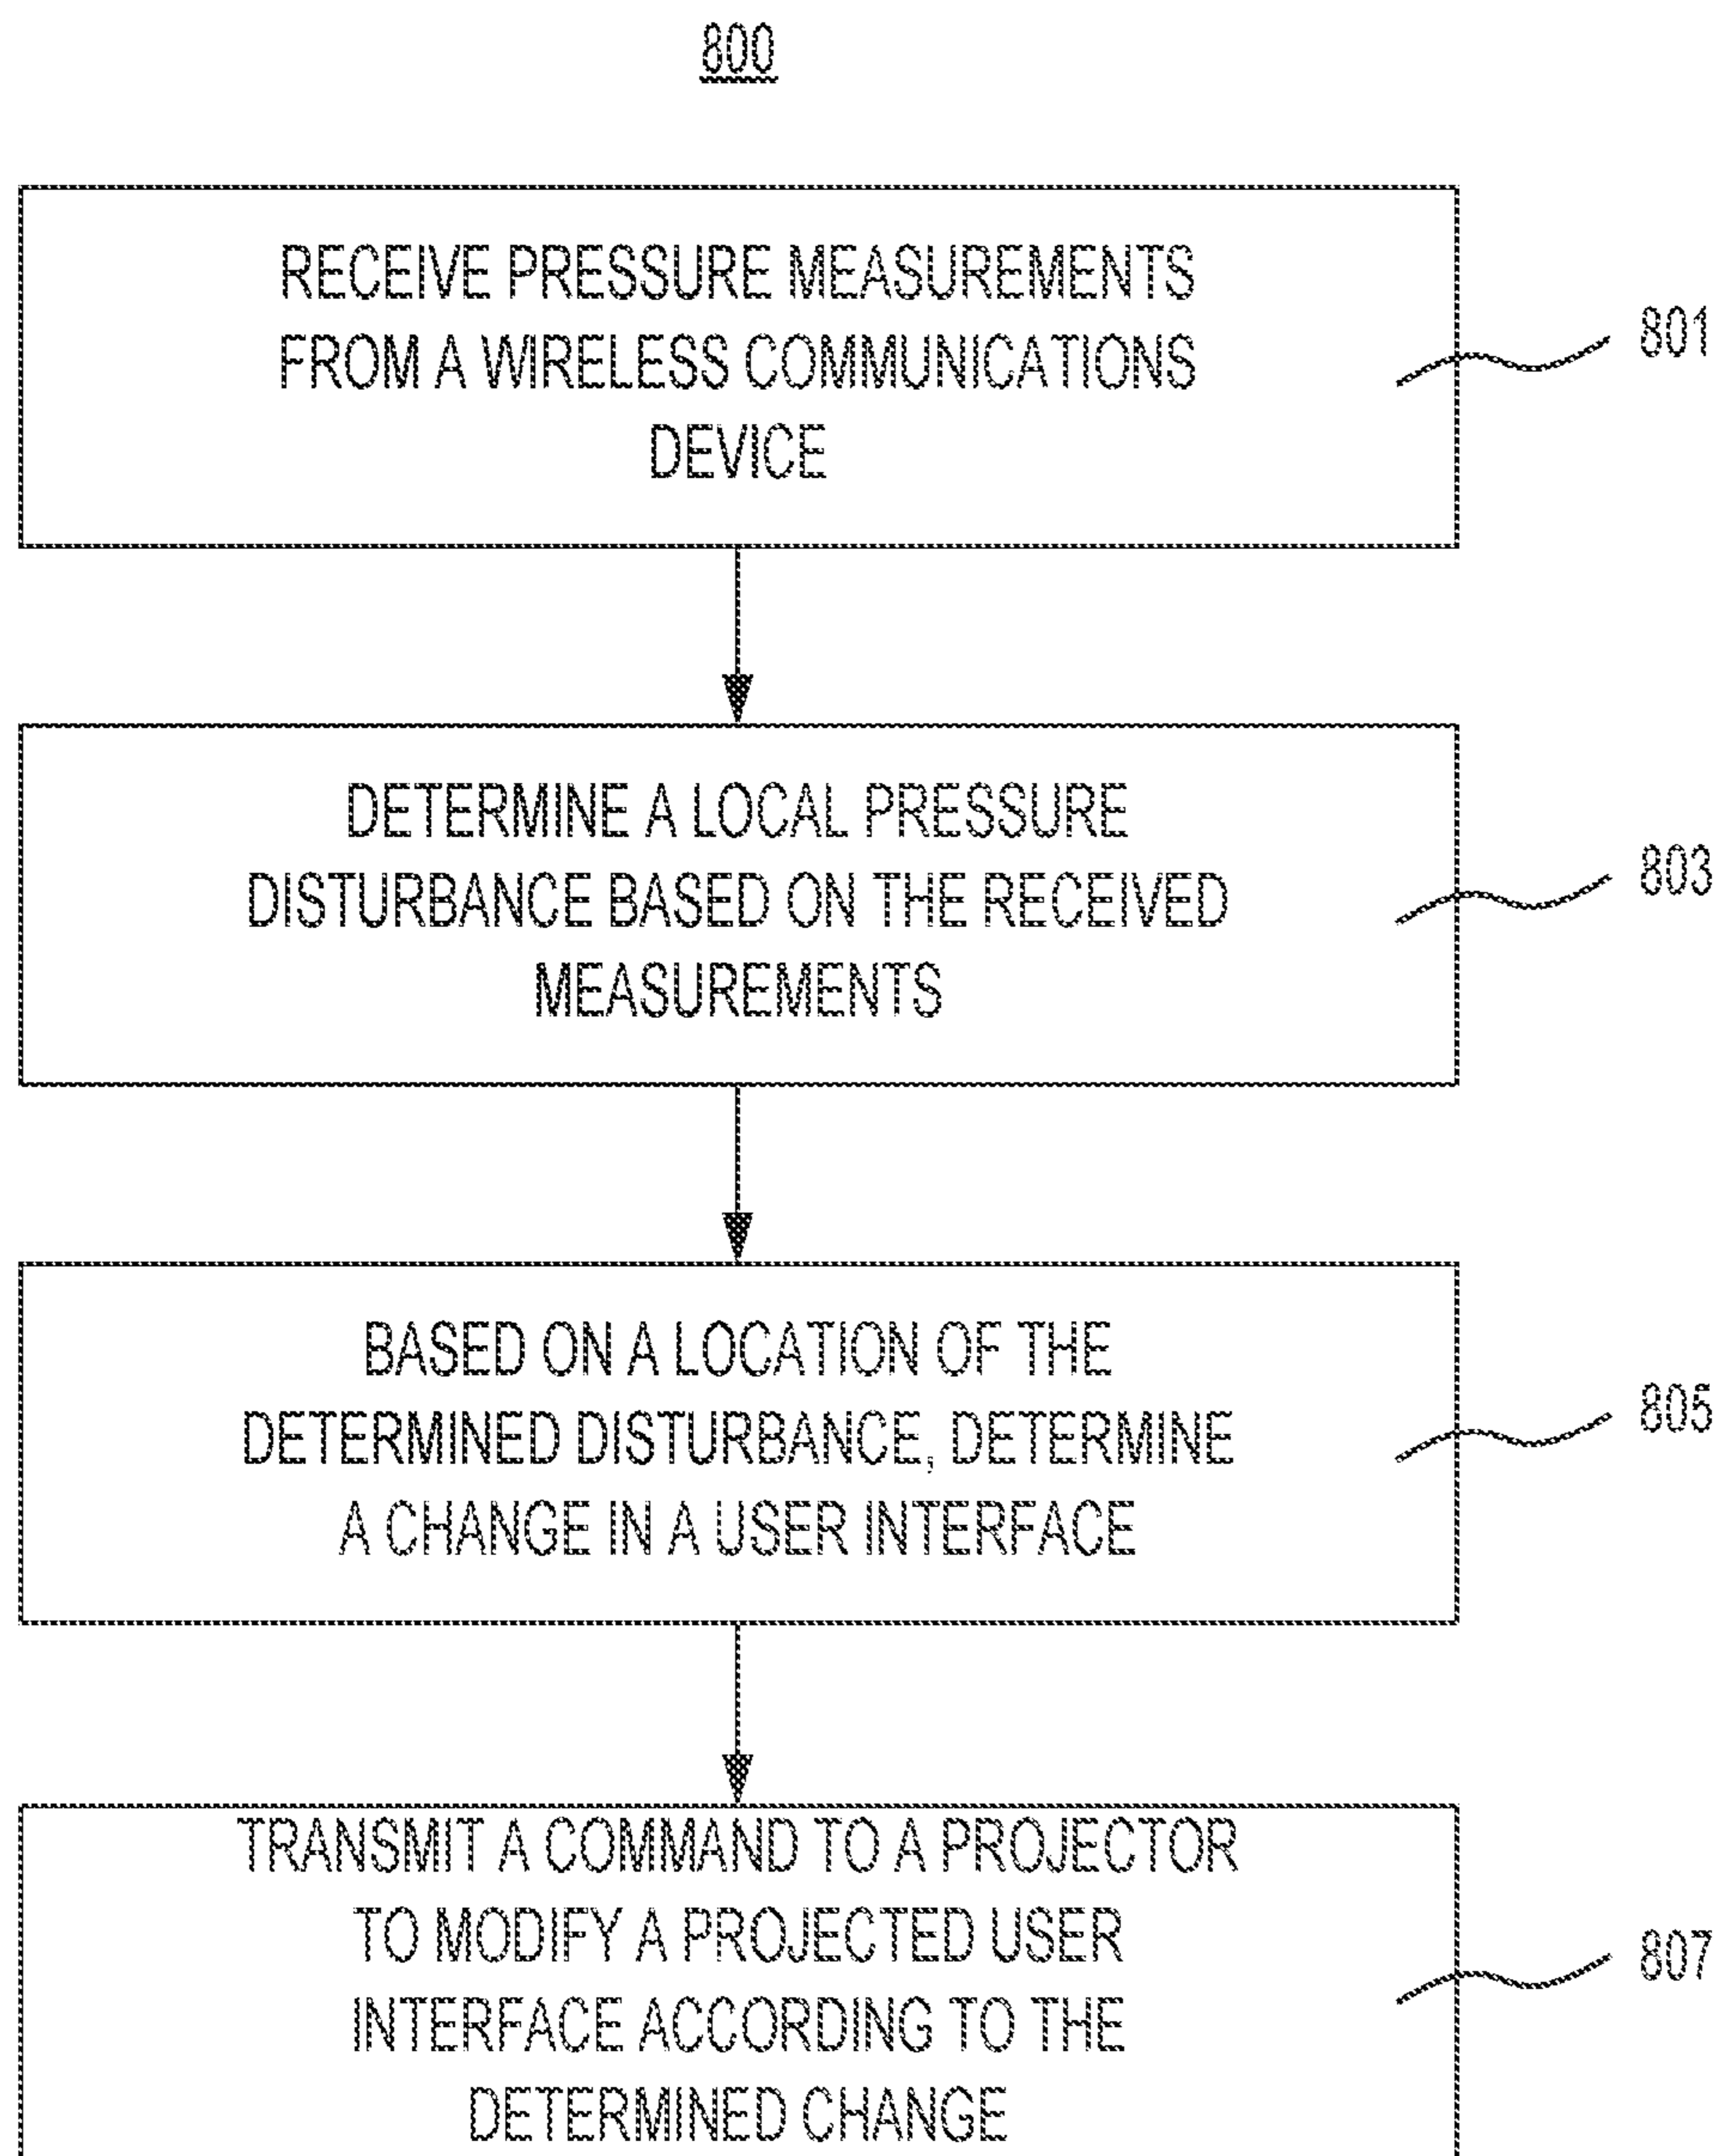 800
RECEIVE PRESSURE MEASUREMENTS
FROM A WIRELESS COMMUNICATIONS
DEVICE
801
DETERMINE A LOCAL PRESSURE
DISTURBANCE BASED ON THE RECEIVED
MEASUREMENTS
803
BASED ON A LOCATION OF THE
DETERMINED DISTURBANCE, DETERMINE
A CHANGE IN A USER INTERFACE
805
TRANSMIT A COMMAND TO A PROJECTOR
TO MODIFY A PROJECTED USER
INTERFACE ACCORDING TO THE
DETERMINED CHANGE
807